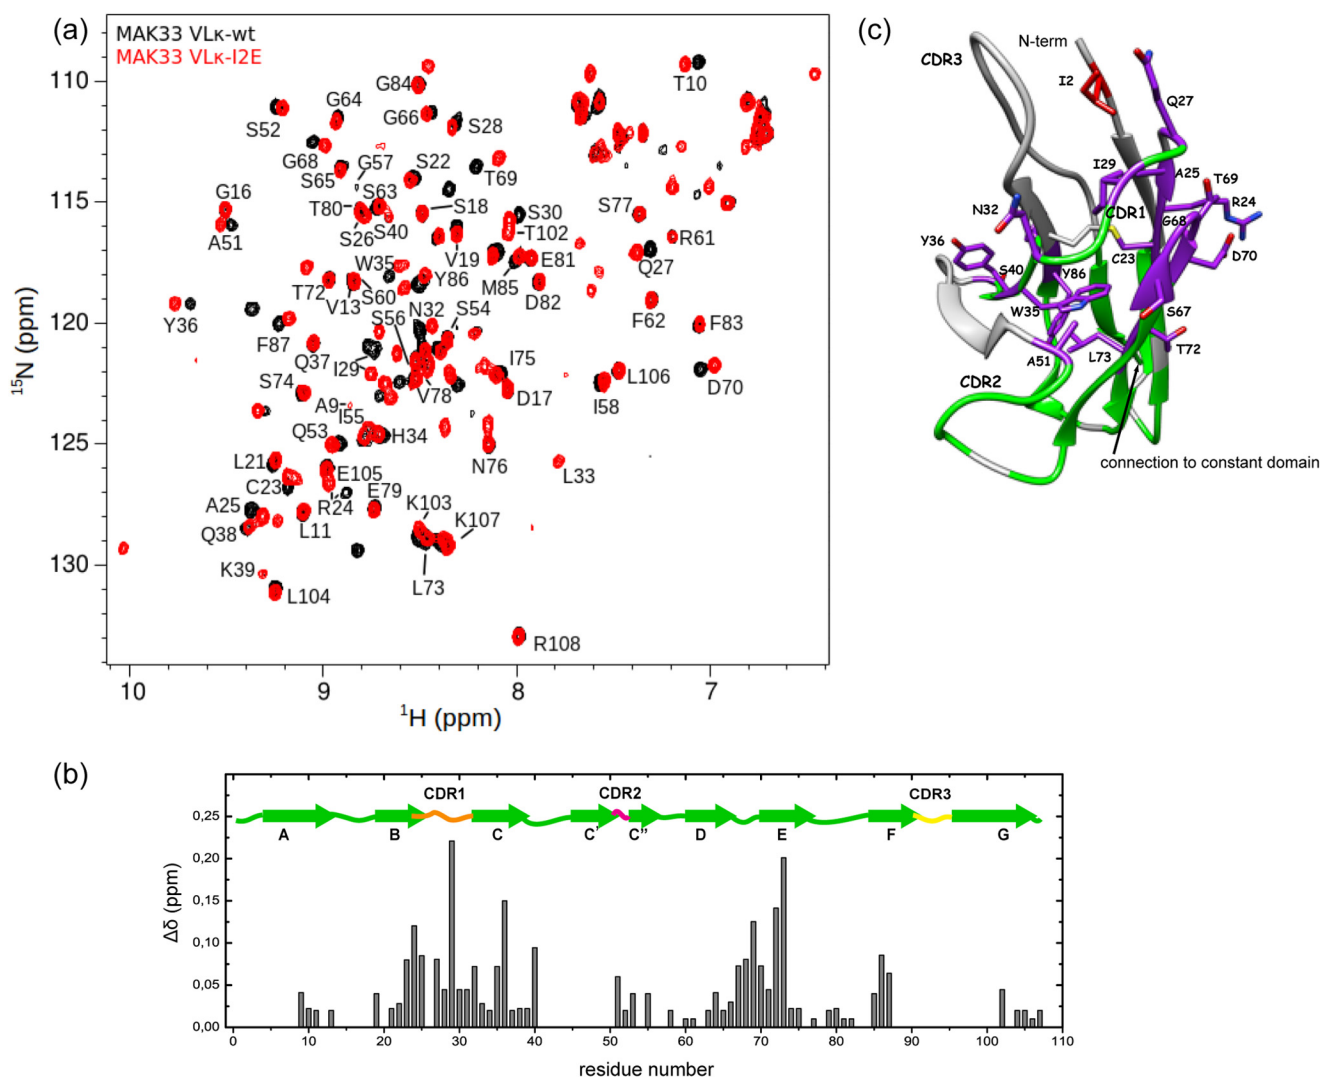 (a)
MAK33 VLκ-wt
MAK33 VLκ-I2E
110
115
120
125
130
15N (ppm)
10
9
8
7
1H (ppm)
G84
T10
G64
S52
G66
S28
G68
G57
S22
S65
S63
T69
G16
T80
S18
S77
S30
A51
S26
S40
T102
R61
W35
V19
Y86
E81
Q27
T72
S60
M85
V13
D82
Y36
S56
N32
S54
F62
F83
F87
Q37
I29
I75
L106
D70
S74
V78
D17
I58
A9
I55
Q53
H34
L21
N76
L33
C23
E105
R24
E79
A25
K103
Q38
L11
K107
K39
L73
L104
R108
(c)
CDR3
N-term
I2
Q27
I29
A25
T69
N32
CDR1
R24
G68
Y36
C23
D70
S40
Y86
W35
S67
A51
L73
T72
CDR2
connection to constant domain
(b)
CDR1
CDR2
CDR3
A
B
C
C'
C''
D
E
F
G
0,25
0,20
0,15
0,10
0,05
0,00
Δδ (ppm)
0
10
20
30
40
50
60
70
80
90
100
110
residue number